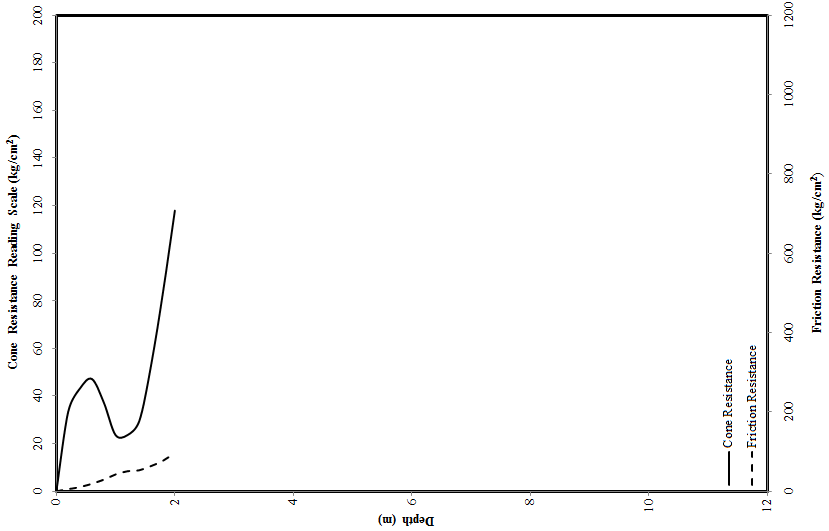 Cone Resistance Reading Scale (kg/cm²)
0 20 40 60 80 100 120 140 160 180 200
Depth (m)
0 2 4 6 8 10 12
Friction Resistance (kg/cm²)
0 200 400 600 800 1000 1200
Cone Resistance
Friction Resistance